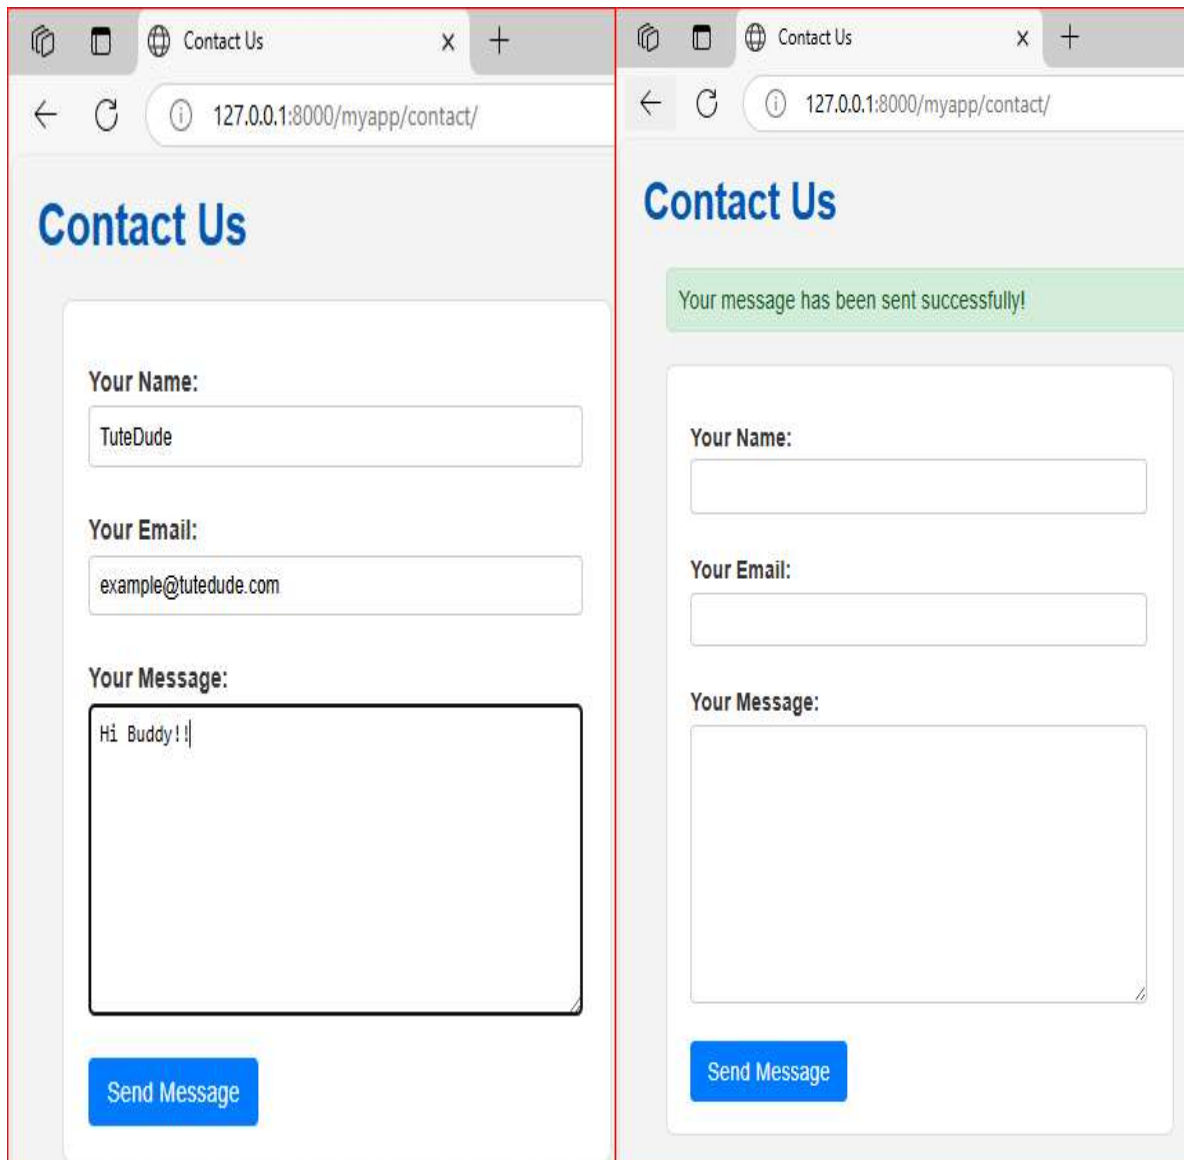 Contact Us
127.0.0.1:8000/myapp/contact/
Contact Us
Your Name:
TuteDude
Your Email:
example@tutedude.com
Your Message:
Hi Buddy!!
Send Message
Contact Us
127.0.0.1:8000/myapp/contact/
Contact Us
Your message has been sent successfully!
Your Name:
Your Email:
Your Message:
Send Message